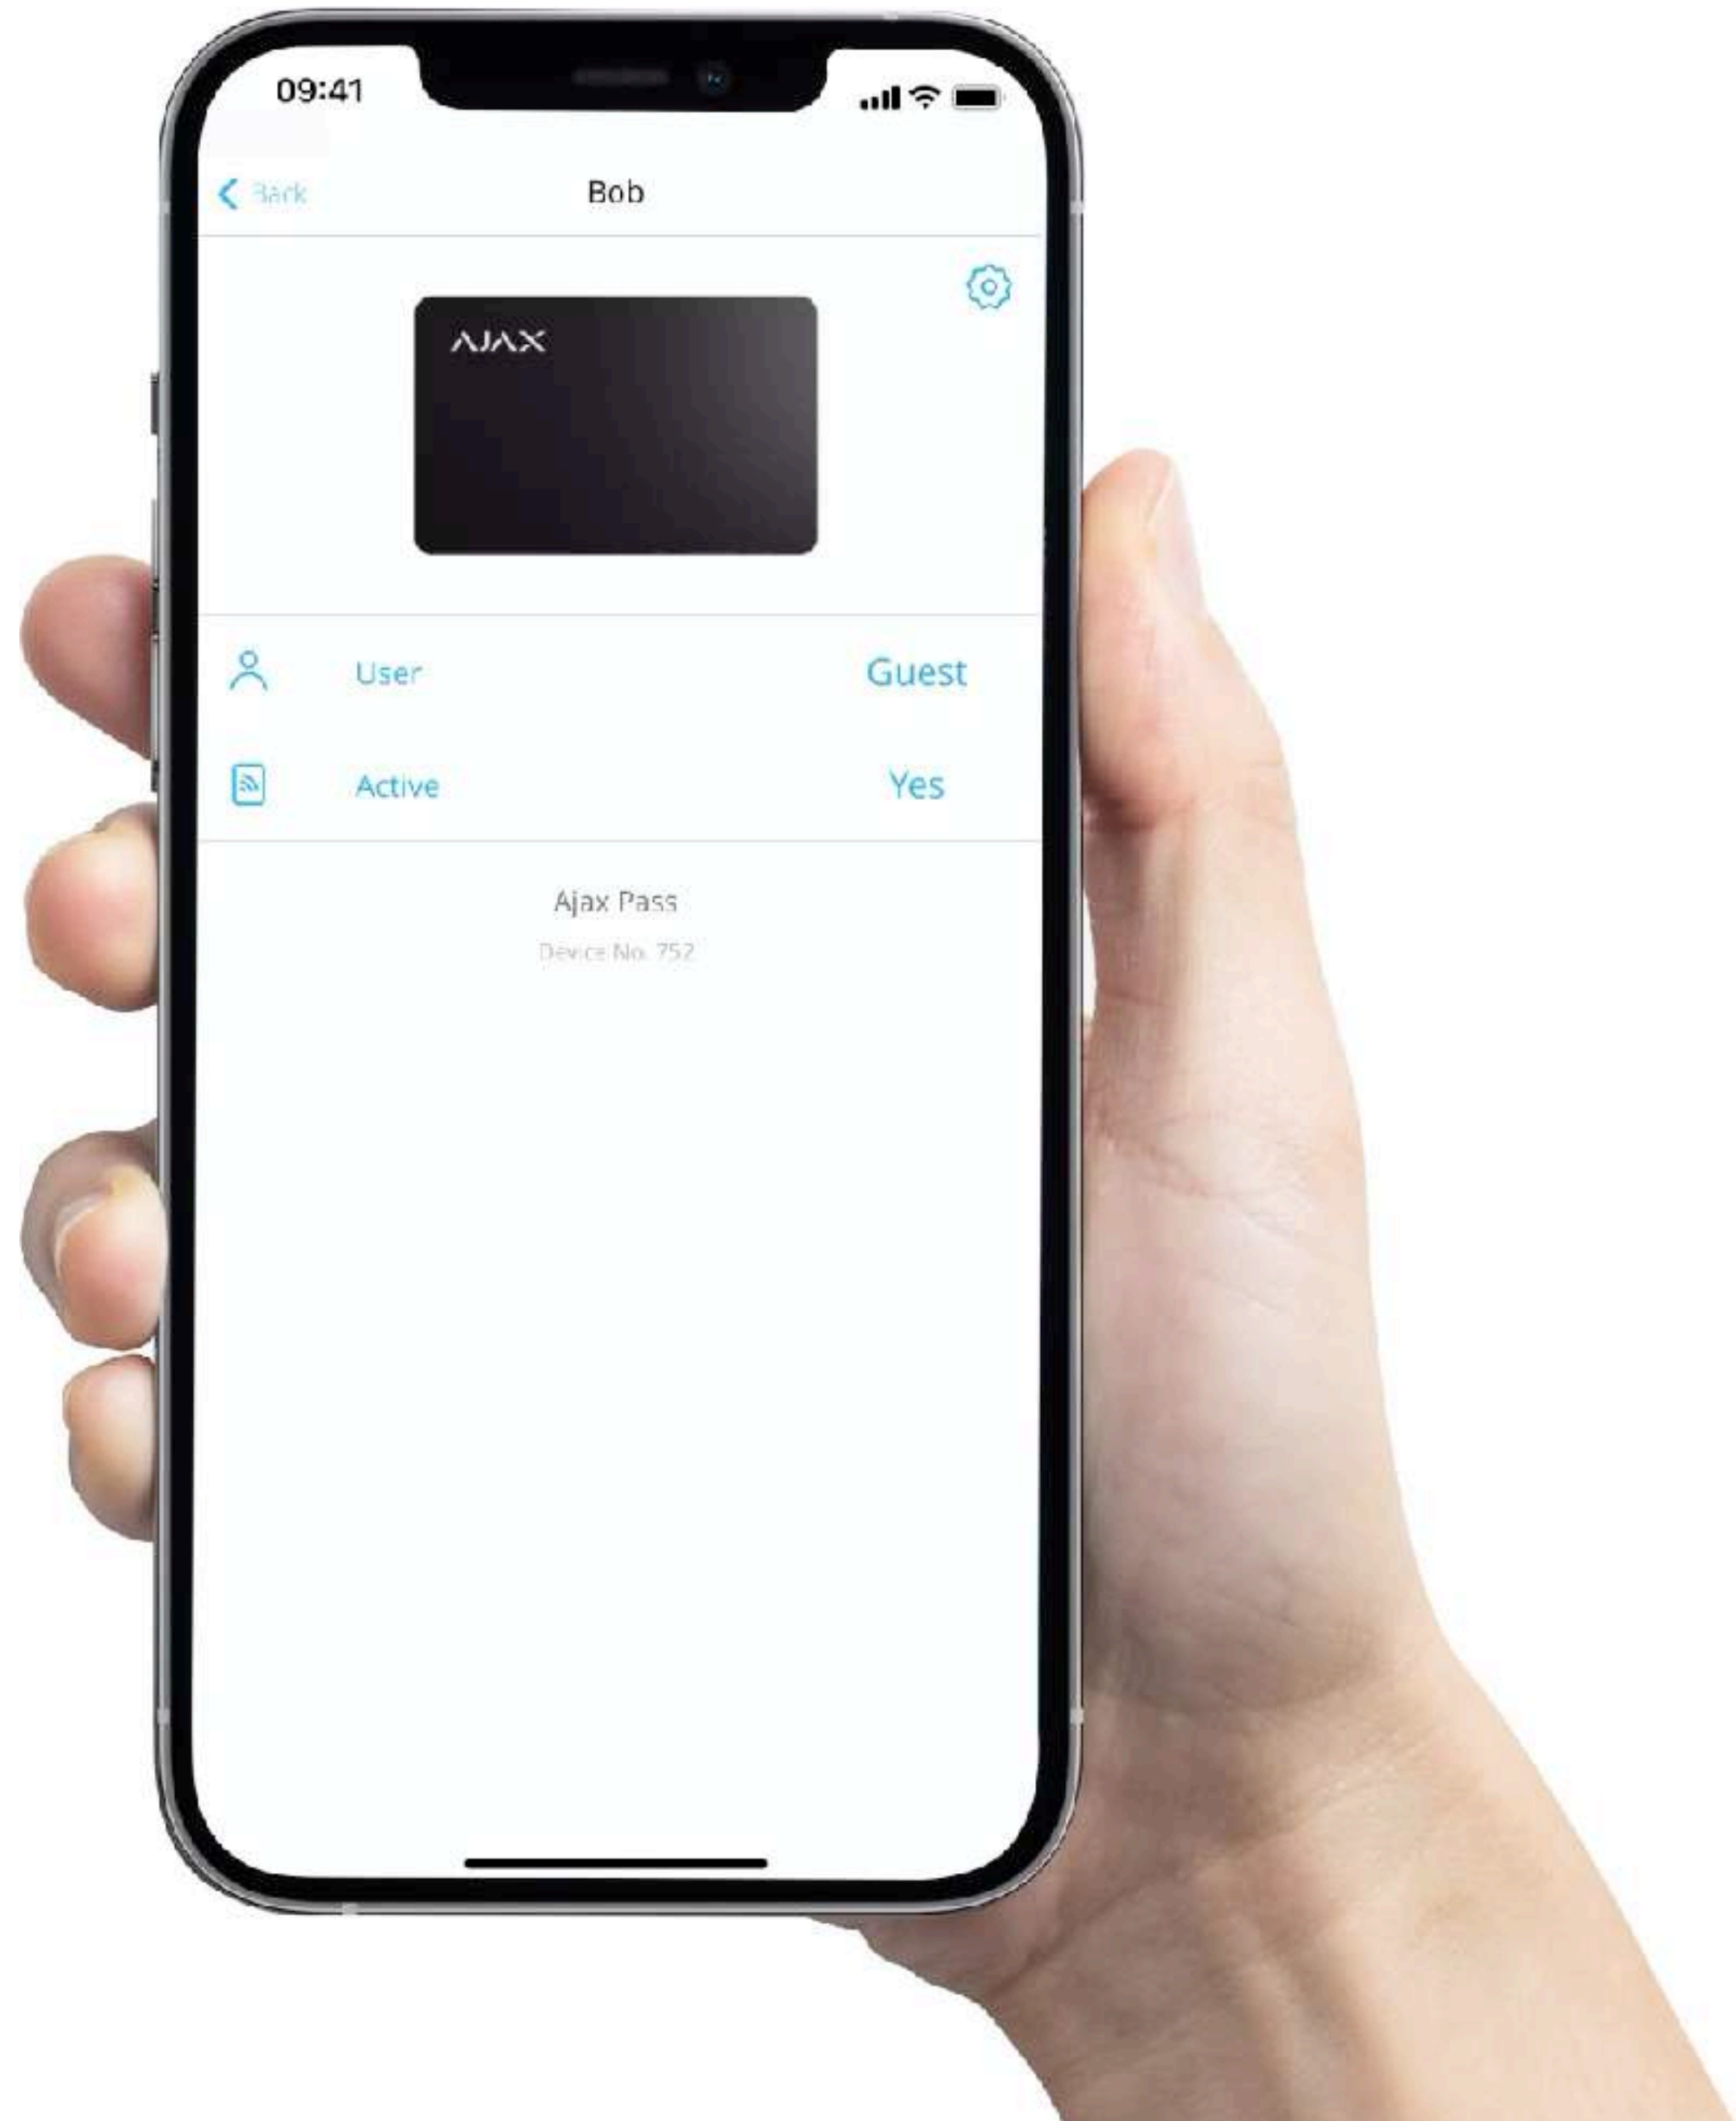 09:41
Back
Bob
AJAX
User Guest
Active Yes
Ajax Pass
Device No. 752